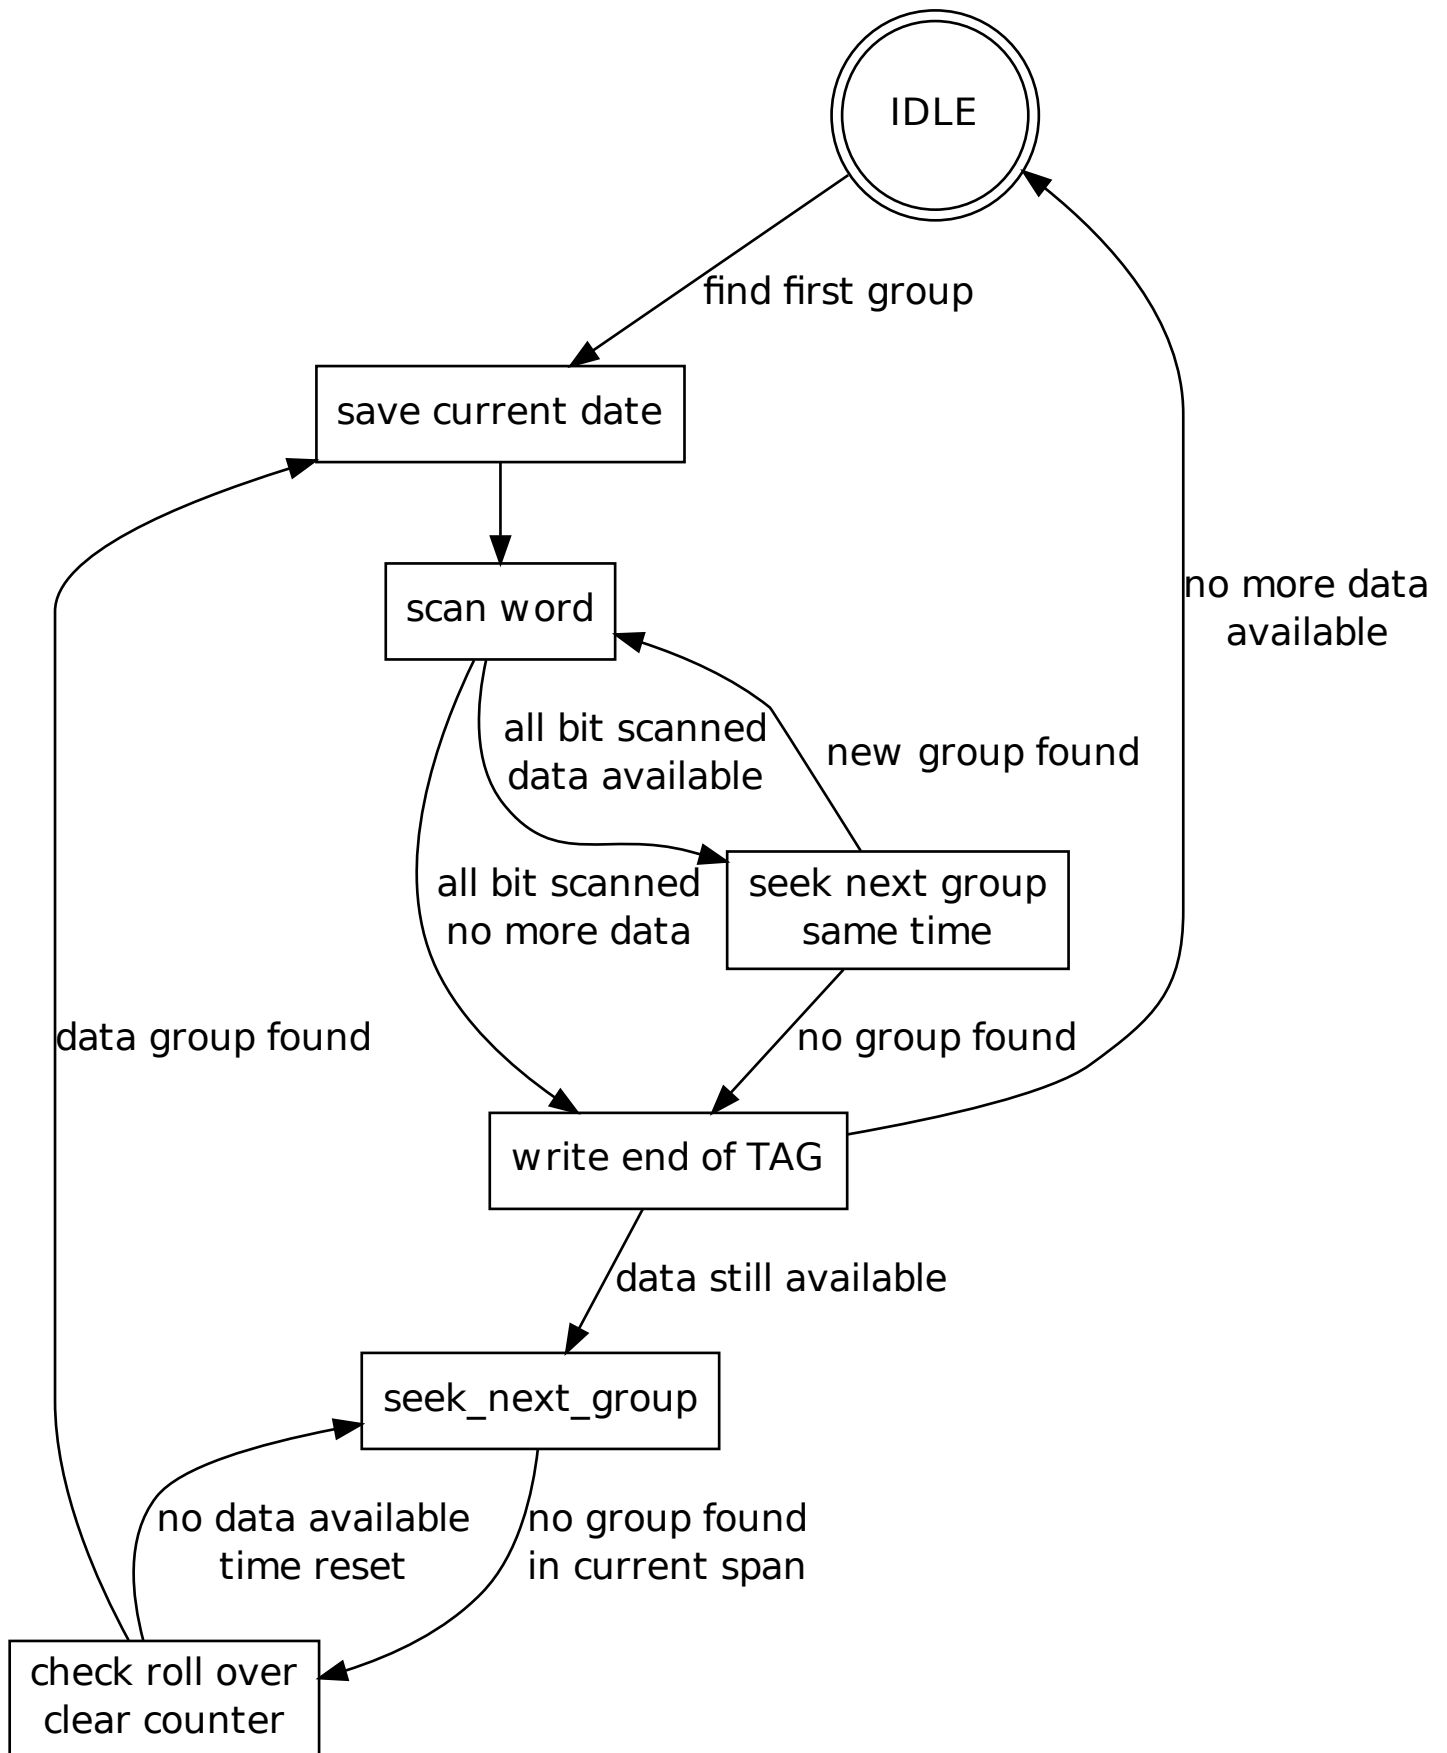 IDLE
find first group
save current date
scan word
no more data
available
all bit scanned
data available
new group found
all bit scanned
no more data
seek next group
same time
data group found
no group found
write end of TAG
data still available
seek_next_group
no data available
time reset
no group found
in current span
check roll over
clear counter